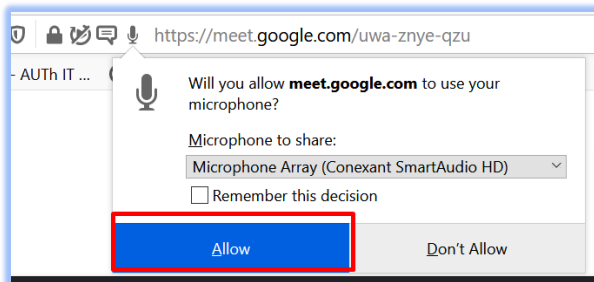 https://meet.google.com/uwa-znye-qzu
- AUTh IT ...
Will you allow meet.google.com to use your
microphone?
Microphone to share:
Microphone Array (Conexant SmartAudio HD)
Remember this decision
Allow
Don't Allow